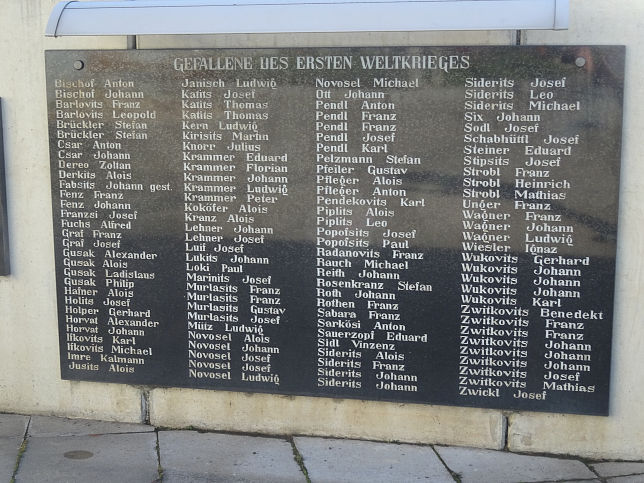 GEFALLENE DES ERSTEN WELTKRIEGES
Bischof Anton
Bischof Johann
Barlovits Franz
Barlovits Leopold
Brückler Stefan
Brückler Stefan
Csar Anton
Csar Johann
Dereo Zoltan
Derkits Alois
Fabsits Johann gest.
Fenz Franz
Fenz Johann
Franzsi Josef
Fuchs Alfred
Graf Franz
Graf Josef
Gusak Alexander
Gusak Alois
Gusak Ladislaus
Gusak Philip
Hafner Alois
Holits Josef
Holper Gerhard
Horvat Alexander
Horvat Johann
Ilkovits Karl
Ilkovits Michael
Imre Kalmann
Jusits Alois
Janisch Ludwig
Kaits Josef
Kaits Thomas
Kaits Thomas
Kern Ludwig
Kirisits Martin
Knorr Julius
Krammer Eduard
Krammer Florian
Krammer Johann
Krammer Ludwig
Krammer Peter
Kokofer Alois
Kranz Alois
Lehner Johann
Lehner Josef
Luif Josef
Lukits Johann
Loki Paul
Marinits Josef
Murlasits Franz
Murlasits Franz
Murlasits Gustav
Murlasits Josef
Mütz Ludwig
Novosel Alois
Novosel Johann
Novosel Josef
Novosel Josef
Novosel Ludwig
Novosel Michael
Ott Johann
Pendl Anton
Pendl Franz
Pendl Franz
Pendl Josef
Pendl Karl
Pelzmann Stefan
Pfeiler Gustav
Pfleger Alois
Pfleger Anton
Pendekovits Karl
Piplits Alois
Piplits Leo
Popofsits Josef
Popofsits Paul
Radanovits Franz
Rauch Michael
Reith Johann
Rosenkranz Stefan
Roth Johann
Rothen Franz
Sabara Franz
Sarkösi Anton
Sauerzopf Eduard
Sidl Vinzenz
Siderits Alois
Siderits Franz
Siderits Johann
Siderits Johann
Siderits Josef
Siderits Leo
Siderits Michael
Six Johann
Sodl Josef
Schabhüttl Josef
Steiner Eduard
Stipsits Josef
Strobl Franz
Strobl Heinrich
Strobl Mathias
Unger Franz
Wagner Franz
Wagner Johann
Wagner Ludwig
Wiesler Ignaz
Wukovits Gerhard
Wukovits Johann
Wukovits Johann
Wukovits Johann
Wukovits Karl
Zwitkovits Benedekt
Zwitkovits Franz
Zwitkovits Franz
Zwitkovits Johann
Zwitkovits Johann
Zwitkovits Josef
Zwitkovits Mathias
Zwickl Josef